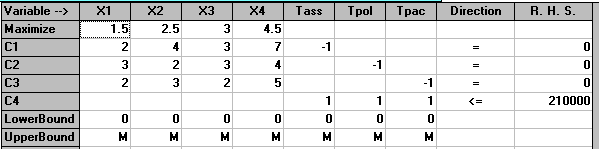 Variable --> X1 X2 X3 X4 Tass Tpol Tpac Direction R. H. S.
Maximize 1.5 2.5 3 4.5
C1 2 4 3 7 -1 = 0
C2 3 2 3 4 -1 = 0
C3 2 3 2 5 -1 = 0
C4 1 1 1 <= 210000
LowerBound 0 0 0 0 0 0 0
UpperBound M M M M M M M